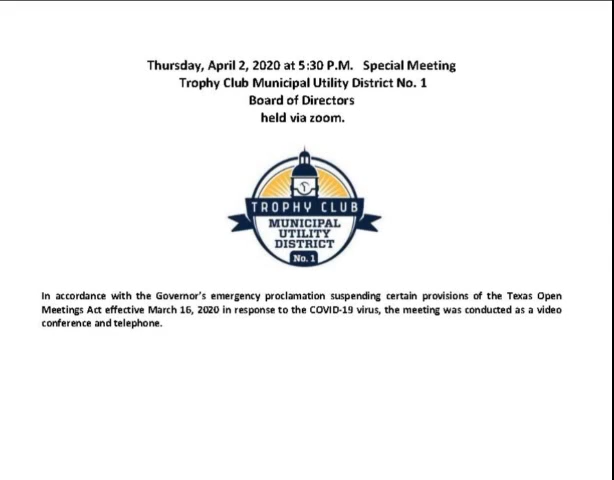 Thursday, April 2, 2020 at 5:30 P.M. Special Meeting
Trophy Club Municipal Utility District No. 1
Board of Directors
held via zoom.
TROPHY CLUB
MUNICIPAL
UTILITY
DISTRICT
No. 1
In accordance with the Governor's emergency proclamation suspending certain provisions of the Texas Open
Meetings Act effective March 16, 2020 in response to the COVID-19 virus, the meeting was conducted as a video
conference and telephone.